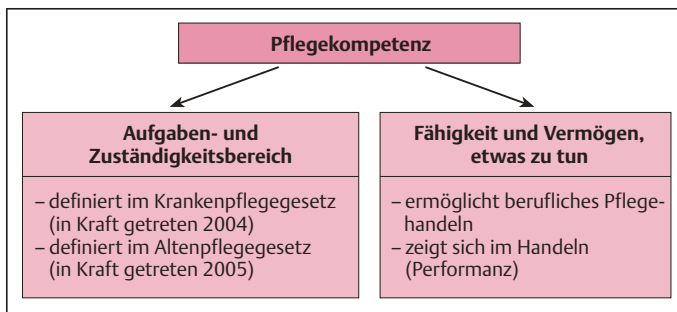 Pflegekompetenz
Aufgaben- und
Zuständigkeitsbereich
– definiert im Krankenpflegegesetz
(in Kraft getreten 2004)
– definiert im Altenpflegegesetz
(in Kraft getreten 2005)
Fähigkeit und Vermögen,
etwas zu tun
– ermöglicht berufliches Pflege-
handeln
– zeigt sich im Handeln
(Performanz)